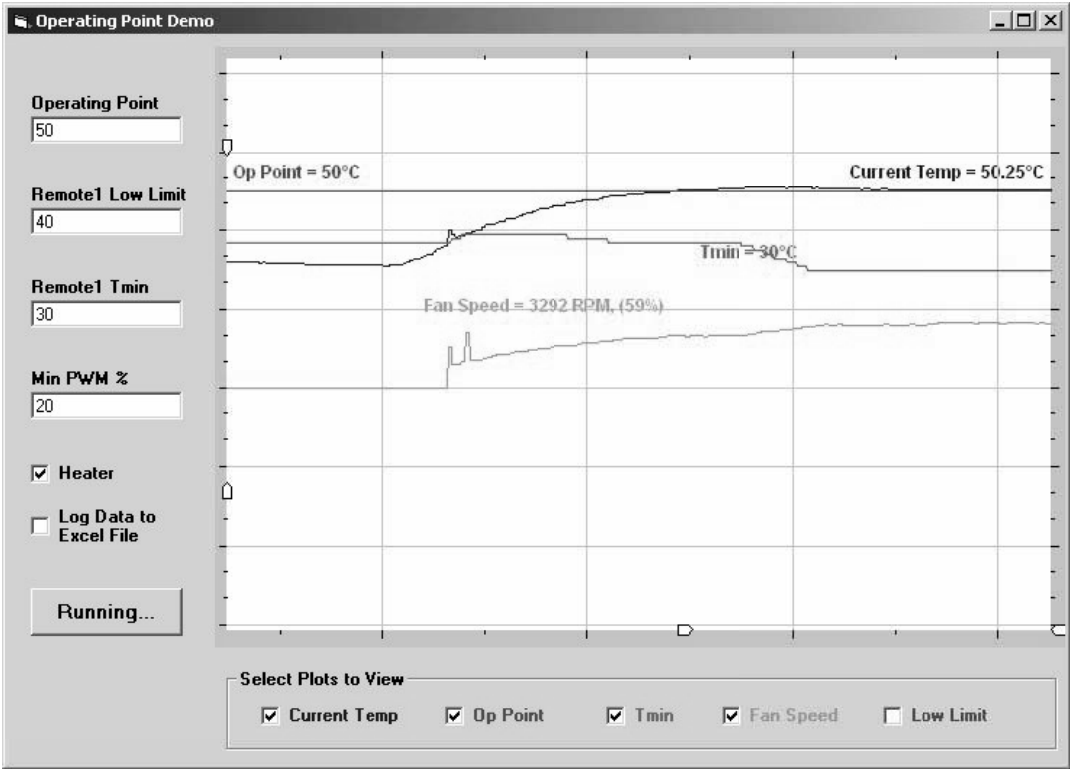 Operating Point Demo
Operating Point
50
Remote1 Low Limit
40
Remote1 Tmin
30
Min PWM %
20
Heater
Log Data to
Excel File
Running...
Op Point = 50°C
Current Temp = 50.25°C
Tmin = 30°C
Fan Speed = 3292 RPM, (59%)
Select Plots to View
Current Temp
Op Point
Tmin
Fan Speed
Low Limit